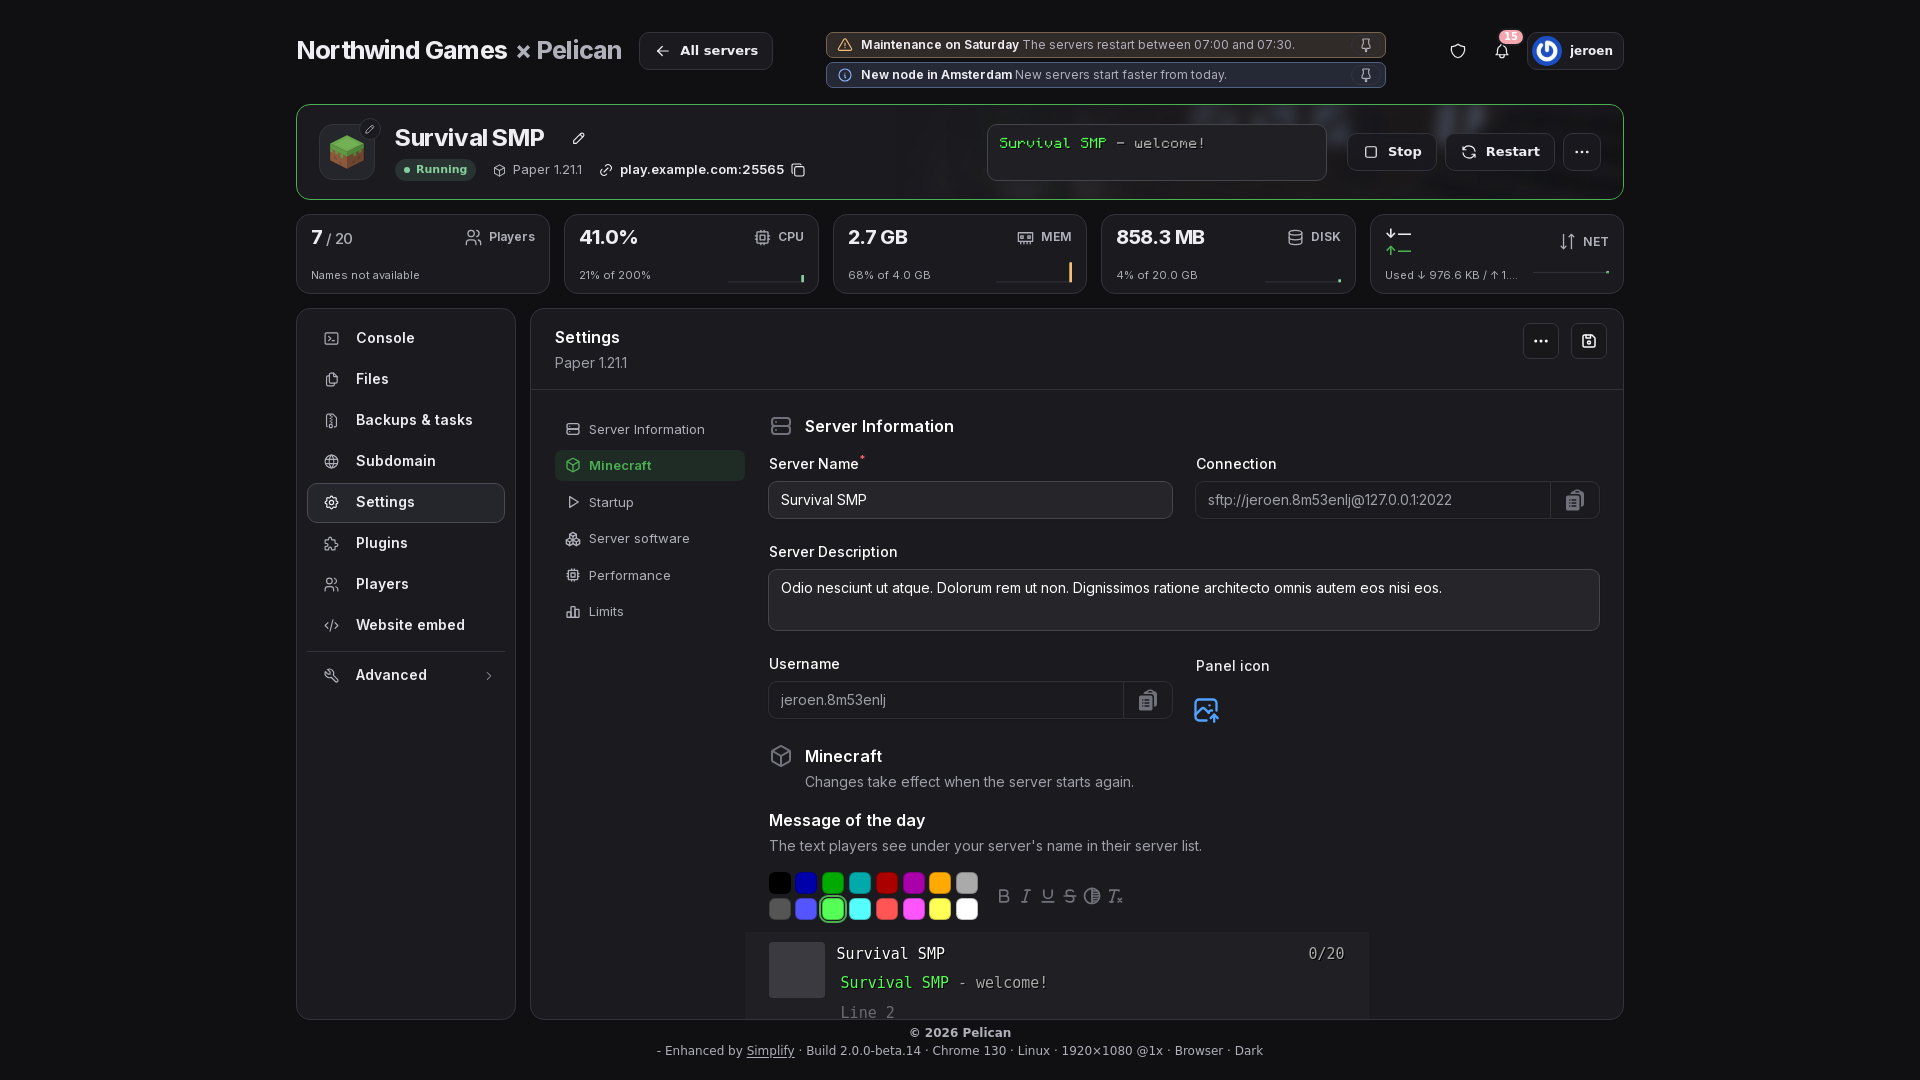 Northwind Games × Pelican
All servers
Maintenance on Saturday The servers restart between 07:00 and 07:30.
New node in Amsterdam New servers start faster from today.
15
jeroen
Survival SMP
Running
Paper 1.21.1
play.example.com:25565
Survival SMP - welcome!
Stop
Restart
7 / 20
Players
Names not available
41.0%
CPU
21% of 200%
2.7 GB
MEM
68% of 4.0 GB
858.3 MB
DISK
4% of 20.0 GB
↓—
↑—
NET
Used ↓ 976.6 KB / ↑ 1....
Console
Files
Backups & tasks
Subdomain
Settings
Plugins
Players
Website embed
Advanced
Settings
Paper 1.21.1
Server Information
Minecraft
Startup
Server software
Performance
Limits
Server Information
Server Name*
Survival SMP
Connection
sftp://jeroen.8m53enlj@127.0.0.1:2022
Server Description
Odio nesciunt ut atque. Dolorum rem ut non. Dignissimos ratione architecto omnis autem eos nisi eos.
Username
jeroen.8m53enlj
Panel icon
Minecraft
Changes take effect when the server starts again.
Message of the day
The text players see under your server's name in their server list.
B I U S Tx
Survival SMP
0/20
Survival SMP - welcome!
Line 2
© 2026 Pelican
- Enhanced by Simplify · Build 2.0.0-beta.14 · Chrome 130 · Linux · 1920×1080 @1x · Browser · Dark